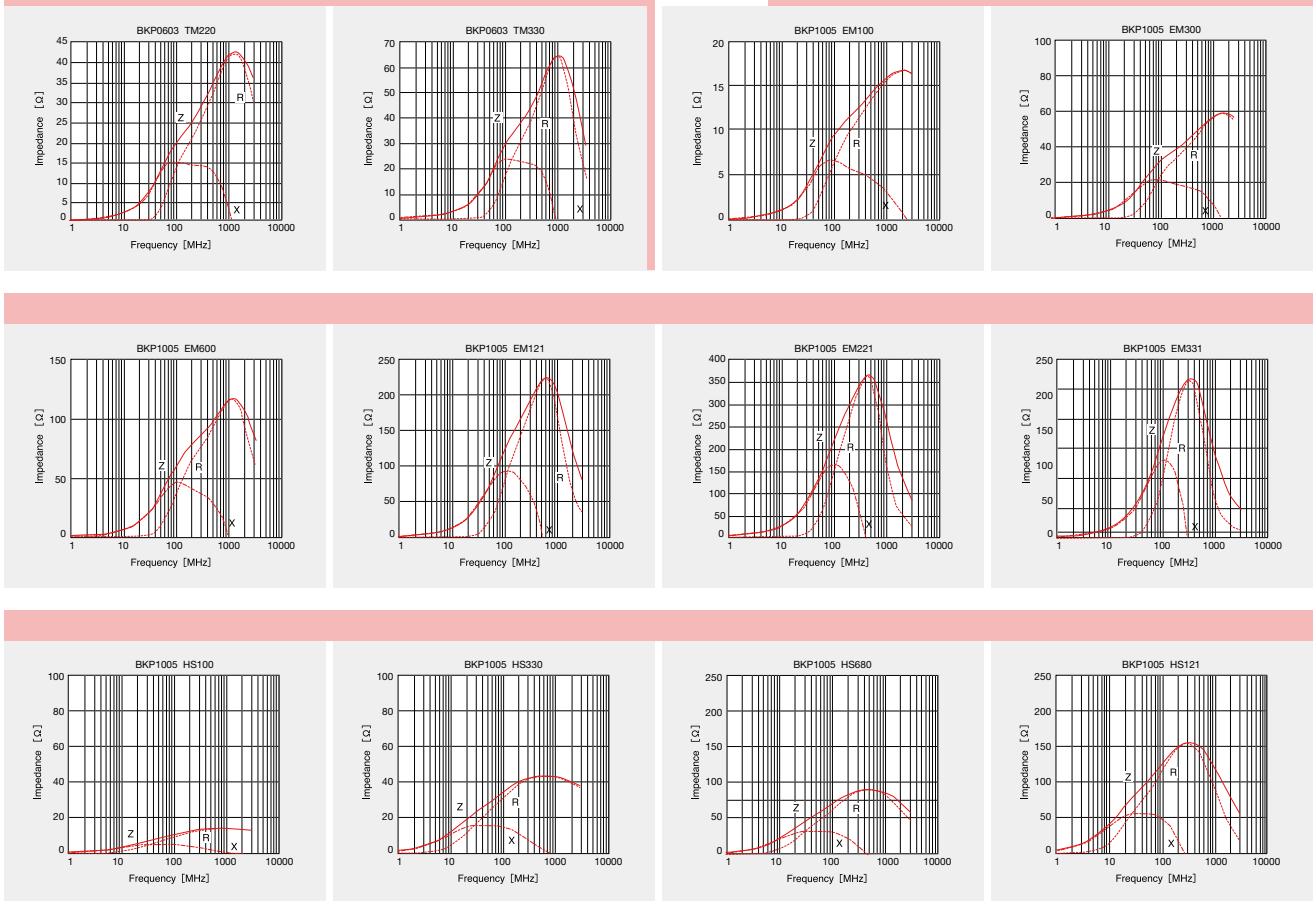 BKP0603 TM220
45
40
35
30
25
20
15
10
5
0
Impedance [Ω]
Z
R
X
1 10 100 1000 10000
Frequency [MHz]
BKP0603 TM330
70
60
50
40
30
20
10
0
Impedance [Ω]
Z
R
X
1 10 100 1000 10000
Frequency [MHz]
BKP1005 EM100
20
15
10
5
0
Impedance [Ω]
Z
R
X
1 10 100 1000 10000
Frequency [MHz]
BKP1005 EM300
100
80
60
40
20
0
Impedance [Ω]
Z
R
X
1 10 100 1000 10000
Frequency [MHz]
BKP1005 EM600
150
100
50
0
Impedance [Ω]
Z
R
X
1 10 100 1000 10000
Frequency [MHz]
BKP1005 EM121
250
200
150
100
50
0
Impedance [Ω]
Z
R
X
1 10 100 1000 10000
Frequency [MHz]
BKP1005 EM221
400
350
300
250
200
150
100
50
0
Impedance [Ω]
Z
R
X
1 10 100 1000 10000
Frequency [MHz]
BKP1005 EM331
250
200
150
100
50
0
Impedance [Ω]
Z
R
X
1 10 100 1000 10000
Frequency [MHz]
BKP1005 HS100
100
80
60
40
20
0
Impedance [Ω]
Z
R
X
1 10 100 1000 10000
Frequency [MHz]
BKP1005 HS330
100
80
60
40
20
0
Impedance [Ω]
Z
R
X
1 10 100 1000 10000
Frequency [MHz]
BKP1005 HS680
250
200
150
100
50
0
Impedance [Ω]
Z
R
X
1 10 100 1000 10000
Frequency [MHz]
BKP1005 HS121
250
200
150
100
50
0
Impedance [Ω]
Z
R
X
1 10 100 1000 10000
Frequency [MHz]